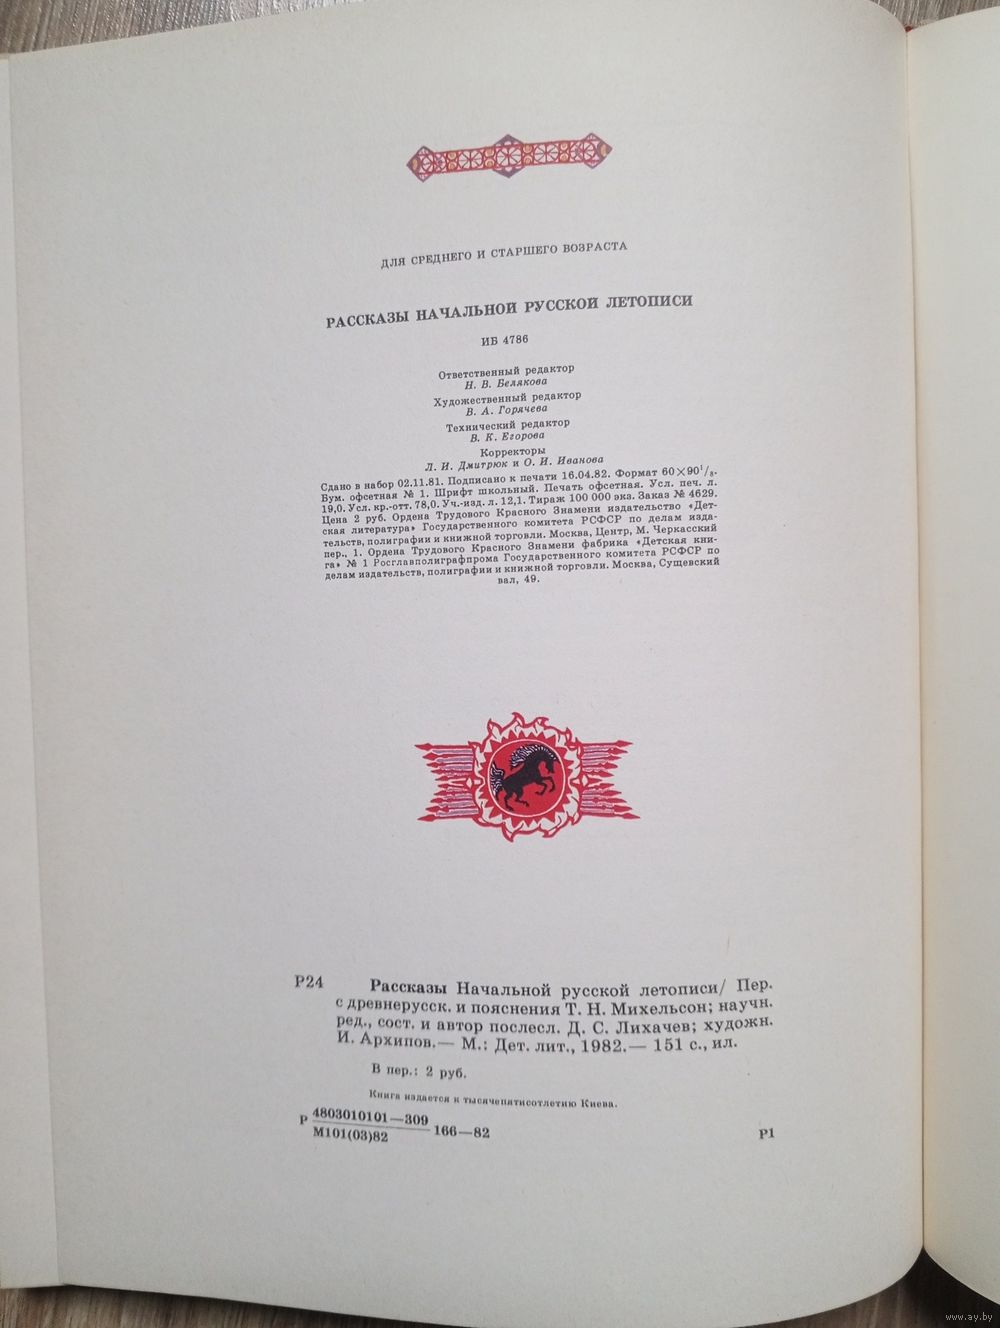 ДЛЯ СРЕДНЕГО И СТАРШЕГО ВОЗРАСТА
РАССКАЗЫ НАЧАЛЬНОЙ РУССКОЙ ЛЕТОПИСИ
ИБ 4786
Ответственный редактор
Н. В. Белякова
Художественный редактор
В. А. Горячева
Технический редактор
В. К. Егорова
Корректоры
Л. И. Дмитрюк и О. И. Иванова
Сдано в набор 02.11.81. Подписано к печати 16.04.82. Формат 60×90¹/₈.
Бум. офсетная № 1. Шрифт школьный. Печать офсетная. Усл. печ. л.
19,0. Усл. кр.-отт. 78,0. Уч.-изд. л. 12,1. Тираж 100 000 экз. Заказ № 4629.
Цена 2 руб. Ордена Трудового Красного Знамени издательство «Дет-
ская литература» Государственного комитета РСФСР по делам изда-
тельств, полиграфии и книжной торговли. Москва, Центр, М. Черкасский
пер., 1. Ордена Трудового Красного Знамени фабрика «Детская кни-
га» № 1 Росглавполиграфпрома Государственного комитета РСФСР по
делам издательств, полиграфии и книжной торговли. Москва, Сущевский
вал, 49.
Р24 Рассказы Начальной русской летописи/ Пер.
с древнерусск. и пояснения Т. Н. Михельсон; научн.
ред., сост. и автор послесл. Д. С. Лихачев; художн.
И. Архипов.— М.: Дет. лит., 1982.— 151 с., ил.
В пер.: 2 руб.
Книга издается к тысячепятисотлетию Киева.
Р 4803010101—309
М101(03)82 166—82
Р1
www.ay.by